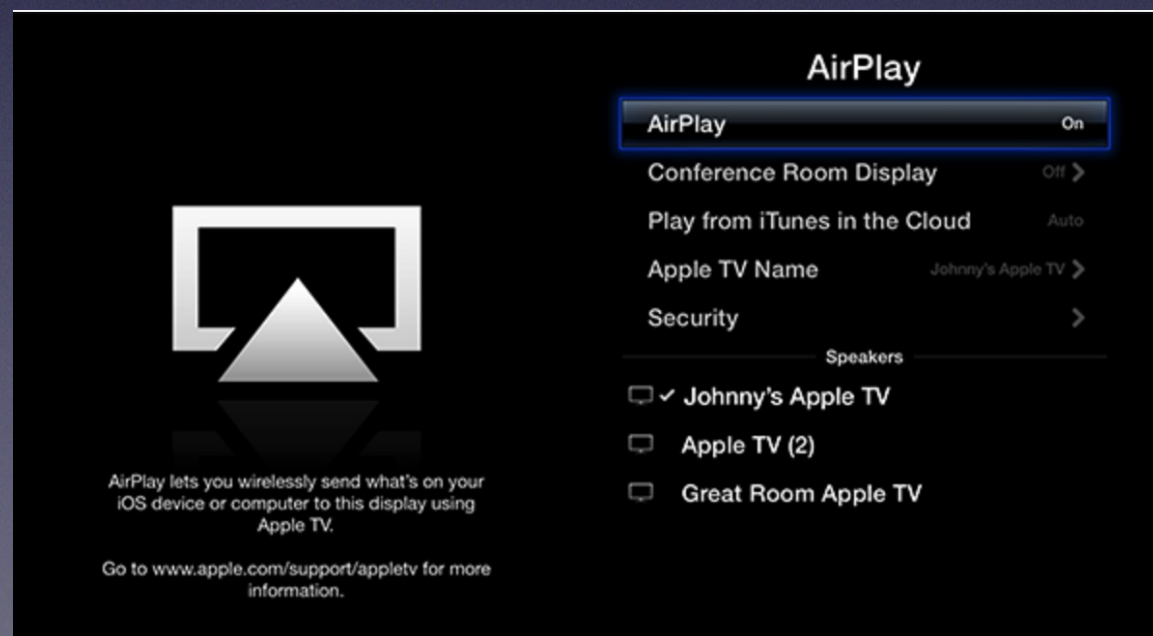 AirPlay
AirPlay On
Conference Room Display Off
Play from iTunes in the Cloud Auto
Apple TV Name Johnny's Apple TV
Security
Speakers
Johnny's Apple TV
Apple TV (2)
Great Room Apple TV
AirPlay lets you wirelessly send what's on your
iOS device or computer to this display using
Apple TV.
Go to www.apple.com/support/appletv for more
information.